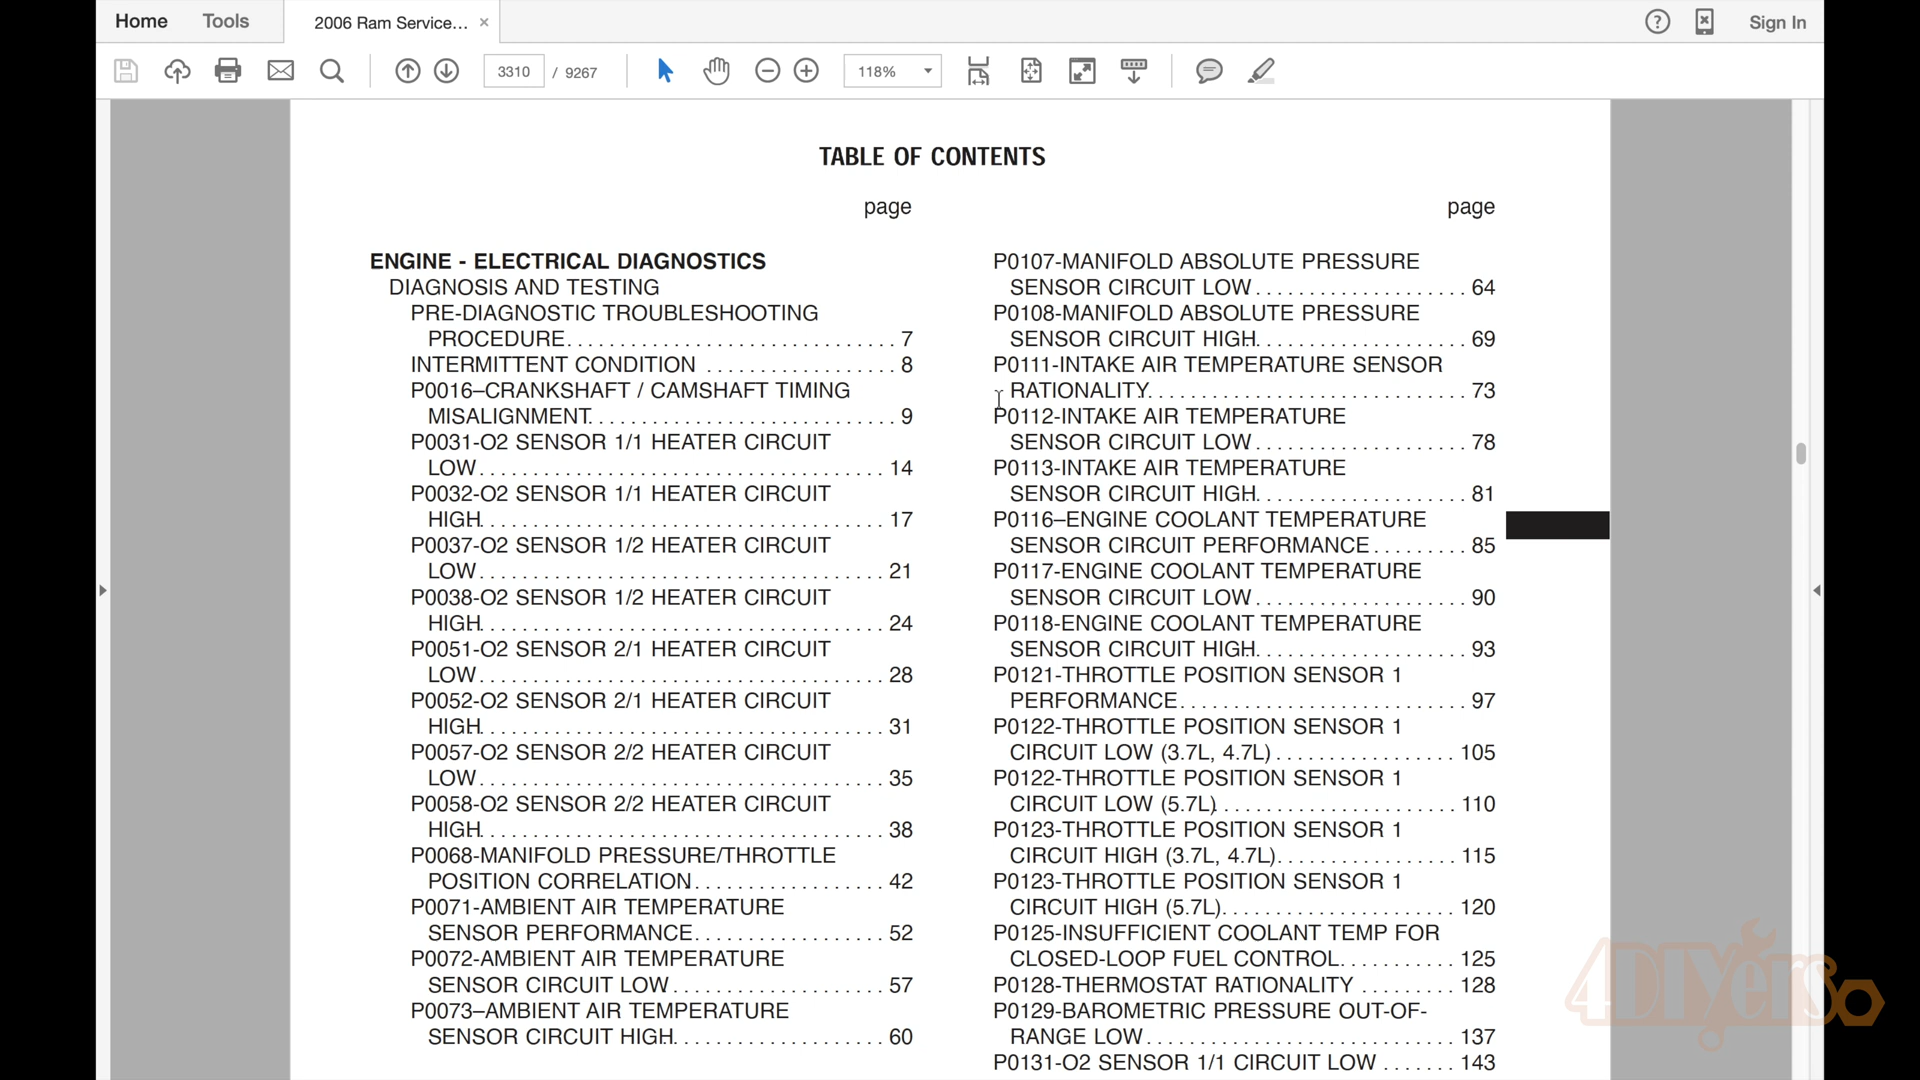 Home
Tools
2006 Ram Service... ×
? Sign In
3310 / 9267
118%
TABLE OF CONTENTS
page
ENGINE - ELECTRICAL DIAGNOSTICS
DIAGNOSIS AND TESTING
PRE-DIAGNOSTIC TROUBLESHOOTING
PROCEDURE. . . . . . . . . . . . . . . . . . . . . . . . . . . . . . 7
INTERMITTENT CONDITION . . . . . . . . . . . . . . . . . . 8
P0016–CRANKSHAFT / CAMSHAFT TIMING
MISALIGNMENT. . . . . . . . . . . . . . . . . . . . . . . . . . . 9
P0031-O2 SENSOR 1/1 HEATER CIRCUIT
LOW . . . . . . . . . . . . . . . . . . . . . . . . . . . . . . . . . . . . 14
P0032-O2 SENSOR 1/1 HEATER CIRCUIT
HIGH. . . . . . . . . . . . . . . . . . . . . . . . . . . . . . . . . . . . 17
P0037-O2 SENSOR 1/2 HEATER CIRCUIT
LOW . . . . . . . . . . . . . . . . . . . . . . . . . . . . . . . . . . . . 21
P0038-O2 SENSOR 1/2 HEATER CIRCUIT
HIGH. . . . . . . . . . . . . . . . . . . . . . . . . . . . . . . . . . . . 24
P0051-O2 SENSOR 2/1 HEATER CIRCUIT
LOW . . . . . . . . . . . . . . . . . . . . . . . . . . . . . . . . . . . . 28
P0052-O2 SENSOR 2/1 HEATER CIRCUIT
HIGH. . . . . . . . . . . . . . . . . . . . . . . . . . . . . . . . . . . . 31
P0057-O2 SENSOR 2/2 HEATER CIRCUIT
LOW . . . . . . . . . . . . . . . . . . . . . . . . . . . . . . . . . . . . 35
P0058-O2 SENSOR 2/2 HEATER CIRCUIT
HIGH. . . . . . . . . . . . . . . . . . . . . . . . . . . . . . . . . . . . 38
P0068-MANIFOLD PRESSURE/THROTTLE
POSITION CORRELATION. . . . . . . . . . . . . . . . . . 42
P0071-AMBIENT AIR TEMPERATURE
SENSOR PERFORMANCE. . . . . . . . . . . . . . . . . . 52
P0072-AMBIENT AIR TEMPERATURE
SENSOR CIRCUIT LOW . . . . . . . . . . . . . . . . . . . . 57
P0073–AMBIENT AIR TEMPERATURE
SENSOR CIRCUIT HIGH. . . . . . . . . . . . . . . . . . . . 60
page
P0107-MANIFOLD ABSOLUTE PRESSURE
SENSOR CIRCUIT LOW . . . . . . . . . . . . . . . . . . . . 64
P0108-MANIFOLD ABSOLUTE PRESSURE
SENSOR CIRCUIT HIGH. . . . . . . . . . . . . . . . . . . . 69
P0111-INTAKE AIR TEMPERATURE SENSOR
RATIONALITY. . . . . . . . . . . . . . . . . . . . . . . . . . . . . . 73
P0112-INTAKE AIR TEMPERATURE
SENSOR CIRCUIT LOW . . . . . . . . . . . . . . . . . . . . 78
P0113-INTAKE AIR TEMPERATURE
SENSOR CIRCUIT HIGH. . . . . . . . . . . . . . . . . . . . 81
P0116–ENGINE COOLANT TEMPERATURE
SENSOR CIRCUIT PERFORMANCE . . . . . . . . . 85
P0117-ENGINE COOLANT TEMPERATURE
SENSOR CIRCUIT LOW . . . . . . . . . . . . . . . . . . . . 90
P0118-ENGINE COOLANT TEMPERATURE
SENSOR CIRCUIT HIGH. . . . . . . . . . . . . . . . . . . . 93
P0121-THROTTLE POSITION SENSOR 1
PERFORMANCE. . . . . . . . . . . . . . . . . . . . . . . . . . . 97
P0122-THROTTLE POSITION SENSOR 1
CIRCUIT LOW (3.7L, 4.7L) . . . . . . . . . . . . . . . . . 105
P0122-THROTTLE POSITION SENSOR 1
CIRCUIT LOW (5.7L) . . . . . . . . . . . . . . . . . . . . . . 110
P0123-THROTTLE POSITION SENSOR 1
CIRCUIT HIGH (3.7L, 4.7L). . . . . . . . . . . . . . . . . 115
P0123-THROTTLE POSITION SENSOR 1
CIRCUIT HIGH (5.7L). . . . . . . . . . . . . . . . . . . . . . 120
P0125-INSUFFICIENT COOLANT TEMP FOR
CLOSED-LOOP FUEL CONTROL. . . . . . . . . . . 125
P0128-THERMOSTAT RATIONALITY . . . . . . . . . 128
P0129-BAROMETRIC PRESSURE OUT-OF-
RANGE LOW . . . . . . . . . . . . . . . . . . . . . . . . . . . . . 137
P0131-O2 SENSOR 1/1 CIRCUIT LOW . . . . . . . 143
4DIYers